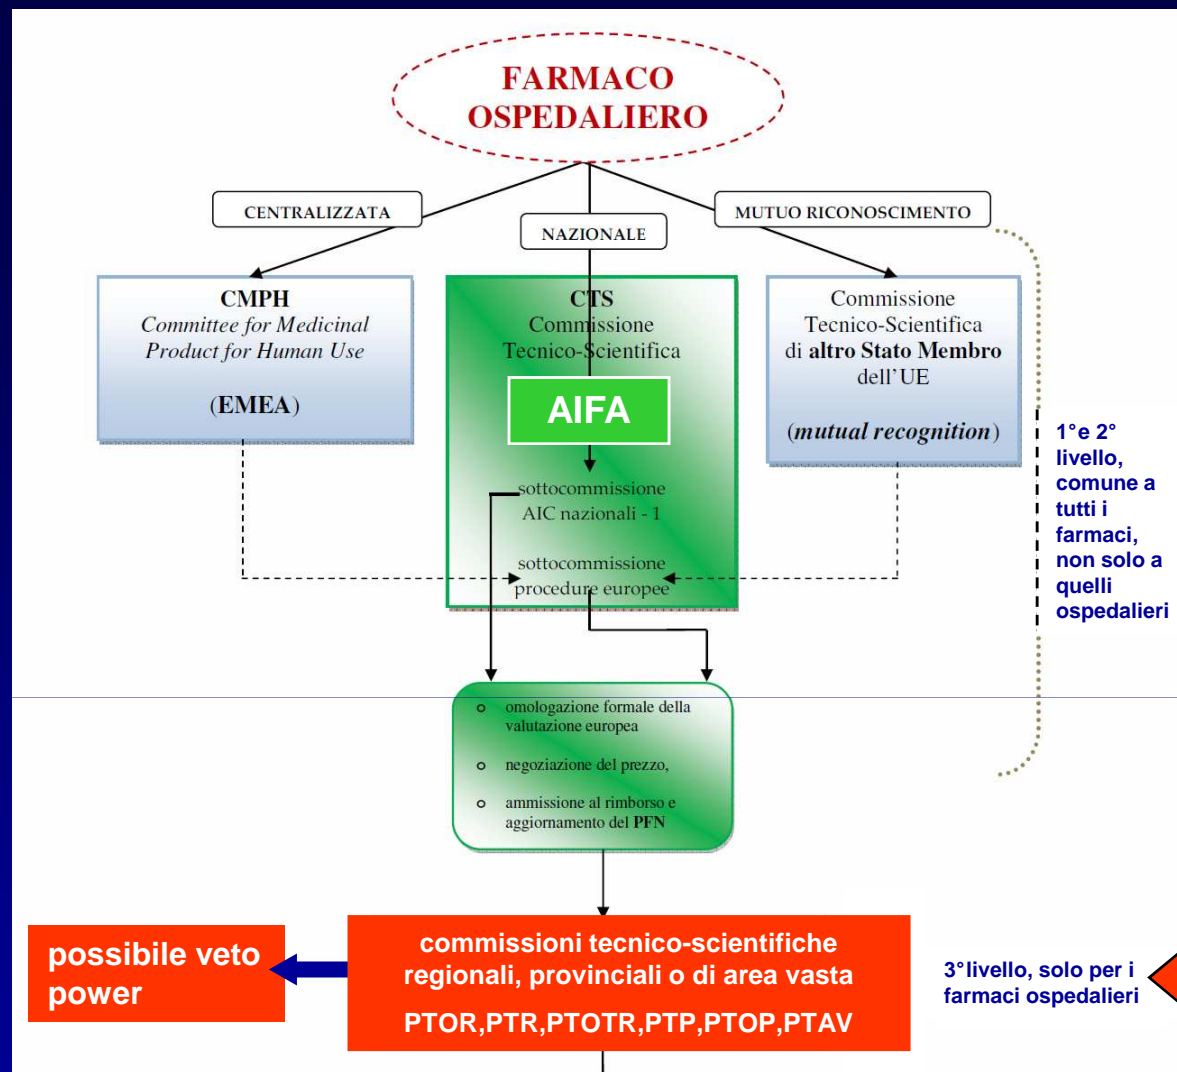 FARMACO
OSPEDALIERO
CENTRALIZZATA
NAZIONALE
MUTUO RICONOSCIMENTO
CMPH
Committee for Medicinal
Product for Human Use
(EMEA)
CTS
Commissione
Tecnico-Scientifica
AIFA
sottocommissione
AIC nazionali - 1
sottocommissione
procedure europee
Commissione
Tecnico-Scientifica
di altro Stato Membro
dell'UE
(mutual recognition)
1°e 2°
livello,
comune a
tutti i
farmaci,
non solo a
quelli
ospedalieri
o omologazione formale della
valutazione europea
o negoziazione del prezzo,
o ammissione al rimborso e
aggiornamento del PFN
possibile veto
power
commissioni tecnico-scientifiche
regionali, provinciali o di area vasta
PTOR,PTR,PTOTR,PTP,PTOP,PTAV
3°livello, solo per i
farmaci ospedalieri